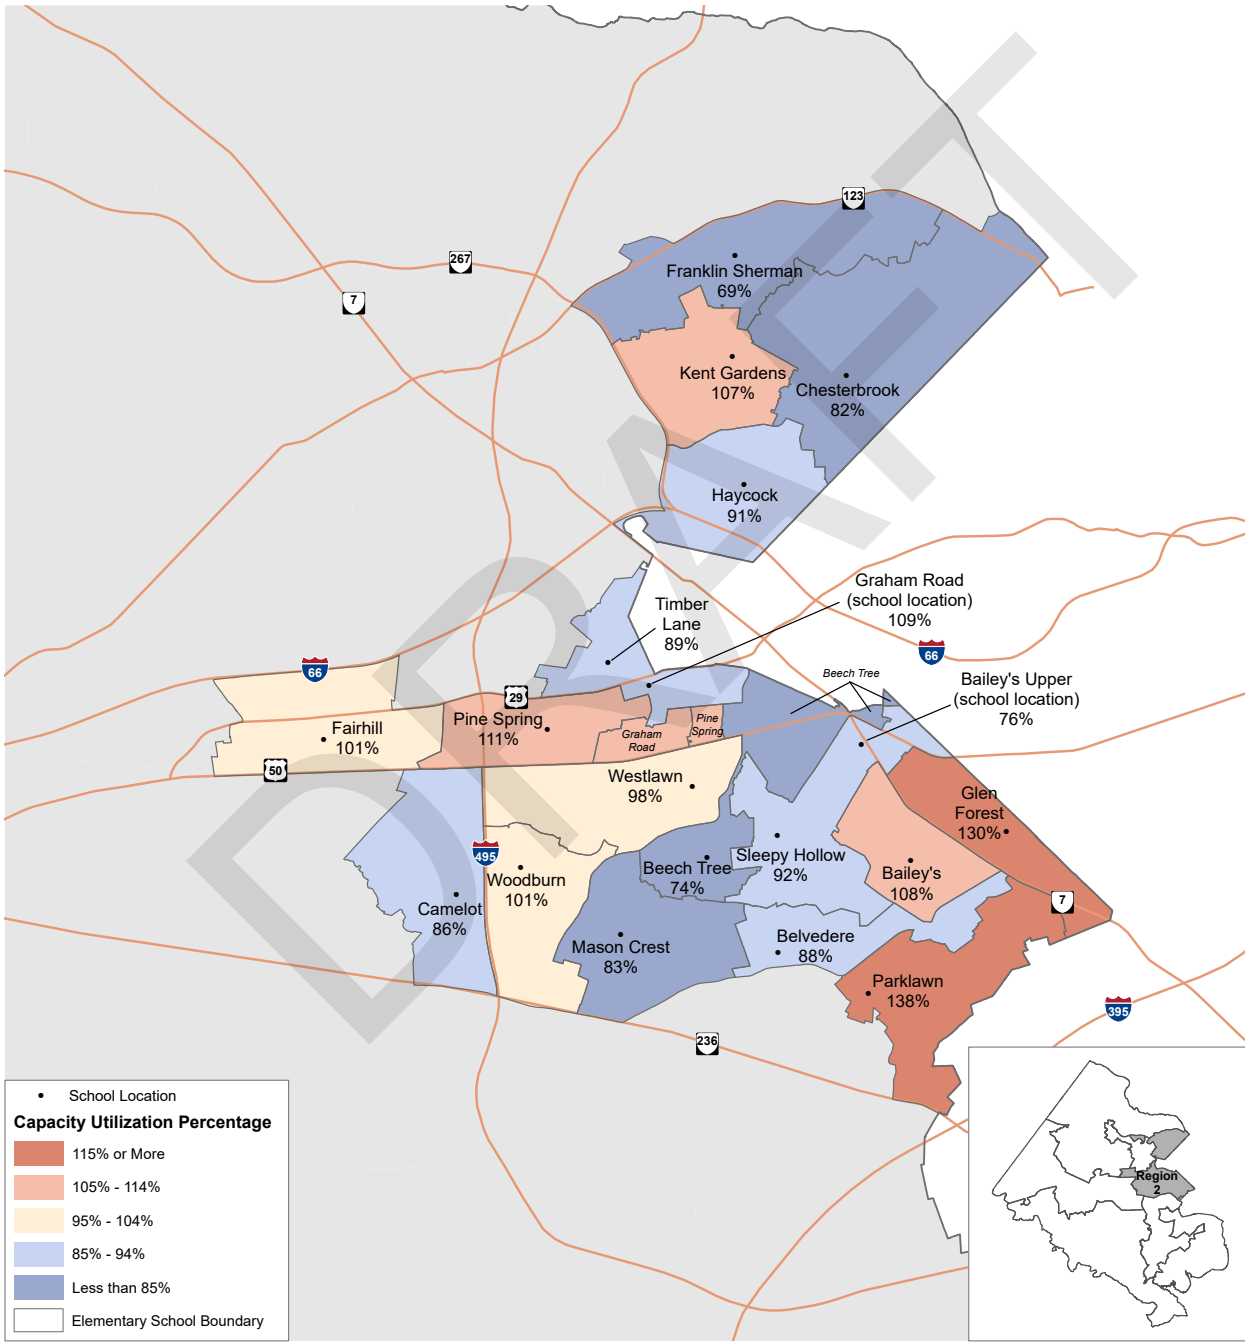 123
267
7
Franklin Sherman
69%
Kent Gardens
107%
Chesterbrook
82%
Haycock
91%
Graham Road
(school location)
109%
Timber
Lane
89%
66
66
Beech Tree
Bailey's Upper
(school location)
76%
29
Pine Spring
111%
Graham
Road
Pine
Spring
Fairhill
101%
50
Westlawn
98%
Glen
Forest
130%
495
Woodburn
101%
Beech Tree
74%
Sleepy Hollow
92%
Bailey's
108%
Camelot
86%
7
Mason Crest
83%
Belvedere
88%
Parklawn
138%
395
236
DRAFT
School Location
Capacity Utilization Percentage
115% or More
105% - 114%
95% - 104%
85% - 94%
Less than 85%
Elementary School Boundary
Region
2